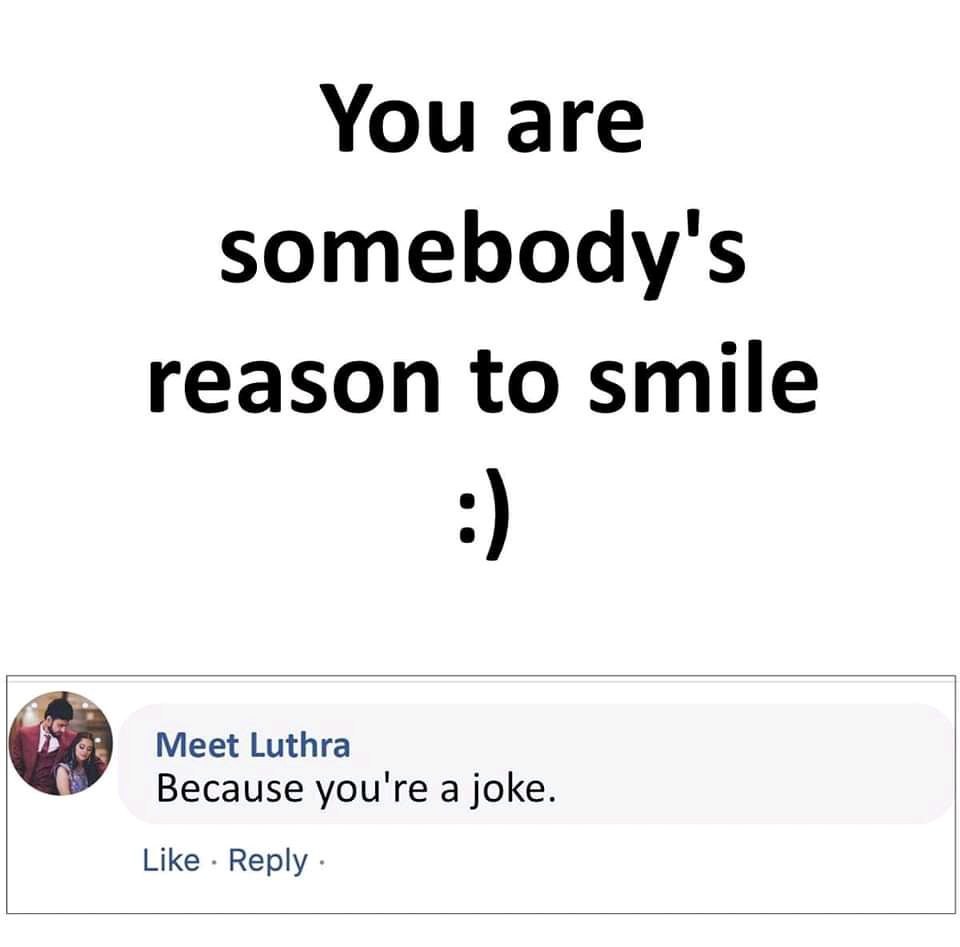 You are
somebody's
reason to smile
:)
Meet Luthra
Because you're a joke.
Like · Reply ·